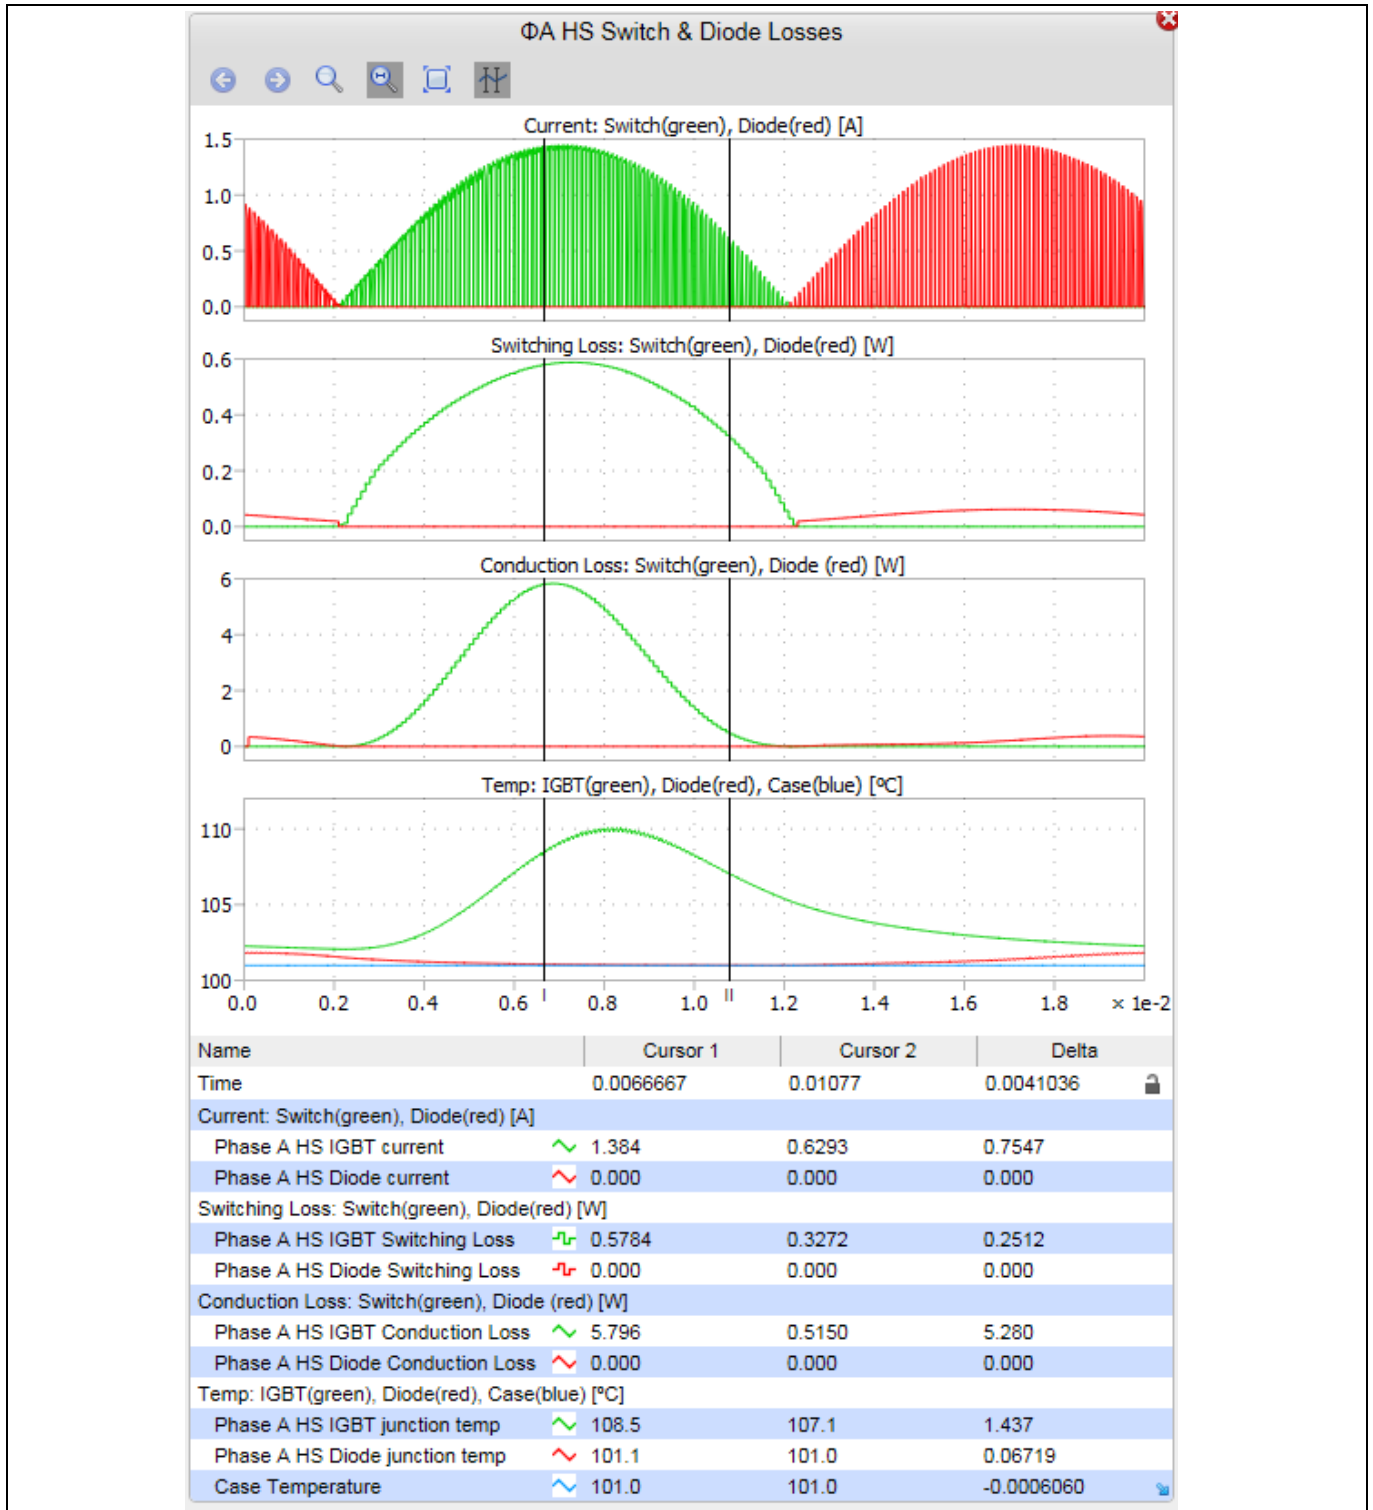 ΦA HS Switch & Diode Losses
Current: Switch(green), Diode(red) [A]
1.5
1.0
0.5
0.0
Switching Loss: Switch(green), Diode(red) [W]
0.6
0.4
0.2
0.0
Conduction Loss: Switch(green), Diode (red) [W]
6
4
2
0
Temp: IGBT(green), Diode(red), Case(blue) [ºC]
110
105
100
0.0 0.2 0.4 0.6 I 0.8 1.0 II 1.2 1.4 1.6 1.8 × 1e-2
Name Cursor 1 Cursor 2 Delta
Time 0.0066667 0.01077 0.0041036
Current: Switch(green), Diode(red) [A]
Phase A HS IGBT current 1.384 0.6293 0.7547
Phase A HS Diode current 0.000 0.000 0.000
Switching Loss: Switch(green), Diode(red) [W]
Phase A HS IGBT Switching Loss 0.5784 0.3272 0.2512
Phase A HS Diode Switching Loss 0.000 0.000 0.000
Conduction Loss: Switch(green), Diode (red) [W]
Phase A HS IGBT Conduction Loss 5.796 0.5150 5.280
Phase A HS Diode Conduction Loss 0.000 0.000 0.000
Temp: IGBT(green), Diode(red), Case(blue) [ºC]
Phase A HS IGBT junction temp 108.5 107.1 1.437
Phase A HS Diode junction temp 101.1 101.0 0.06719
Case Temperature 101.0 101.0 -0.0006060